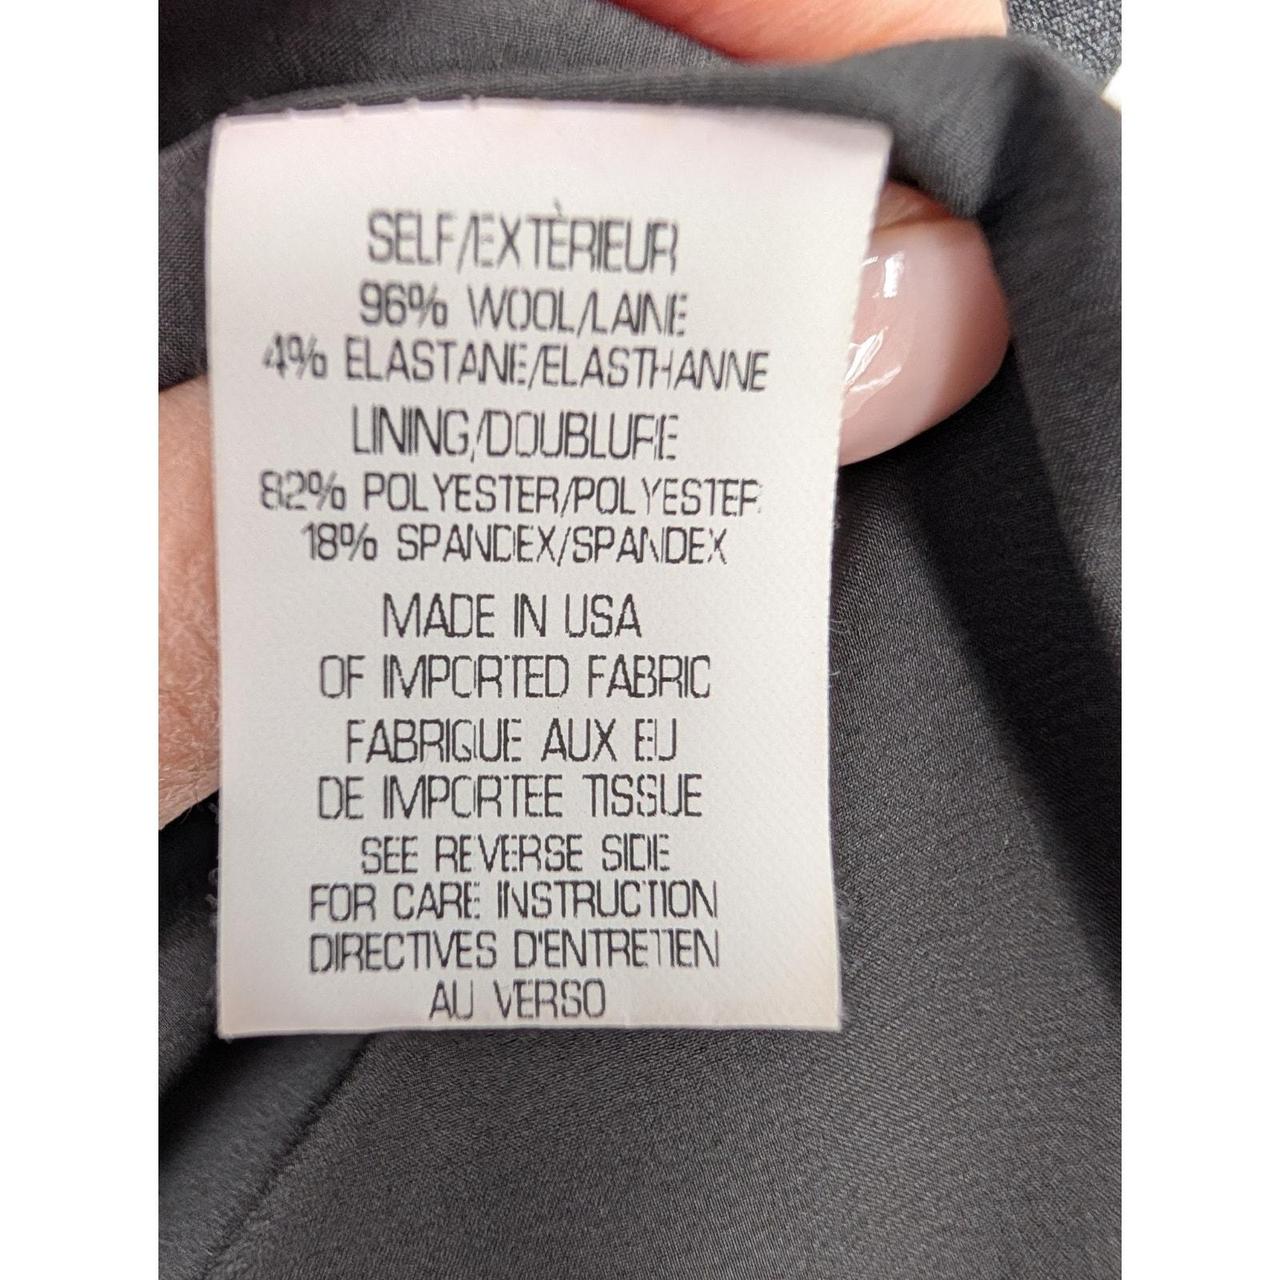 SELF/EXTÈRIEUR
96% WOOL/LAINE
4% ELASTANE/ELASTHANNE
LINING/DOUBLURE
82% POLYESTER/POLYESTER
18% SPANDEX/SPANDEX
MADE IN USA
OF IMPORTED FABRIC
FABRIQUE AUX EU
DE IMPORTEE TISSUE
SEE REVERSE SIDE
FOR CARE INSTRUCTION
DIRECTIVES D'ENTRETIEN
AU VERSO